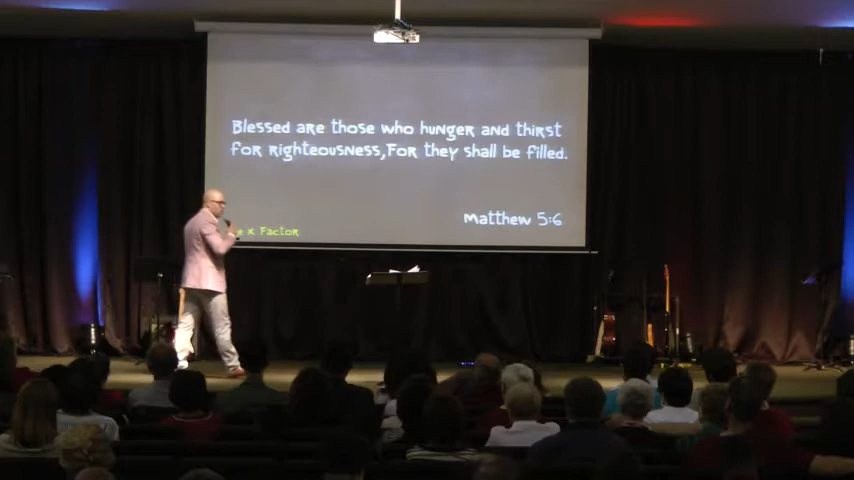 Blessed are those who hunger and thirst
for righteousness,For they shall be filled.
Matthew 5:6
x Factor